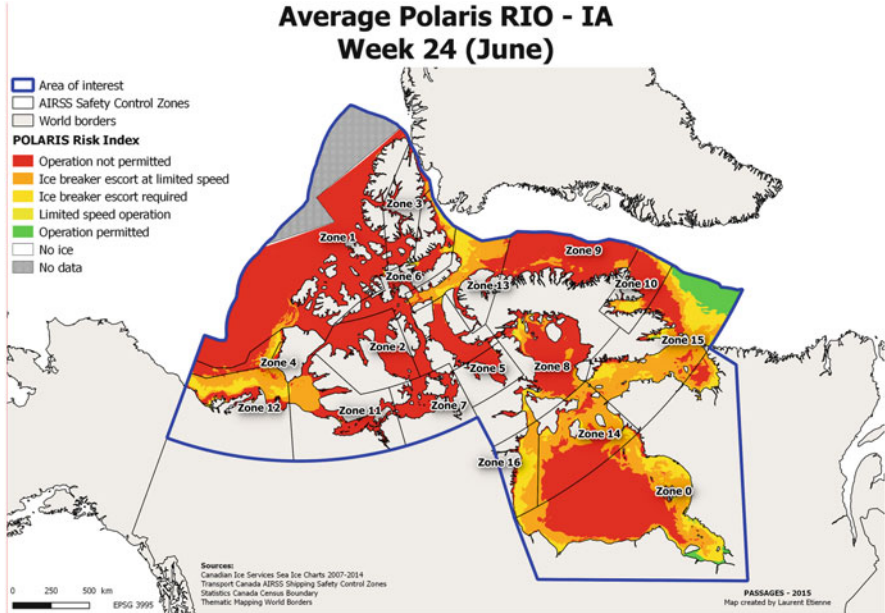 Average Polaris RIO - IA
Week 24 (June)
Area of interest
AIRSS Safety Control Zones
World borders
POLARIS Risk Index
Operation not permitted
Ice breaker escort at limited speed
Ice breaker escort required
Limited speed operation
Operation permitted
No ice
No data
Zone 3
Zone 1
Zone 9
Zone 6
Zone 13
Zone 10
Zone 2
Zone 15
Zone 4
Zone 5
Zone 8
Zone 12
Zone 11
Zone 7
Zone 14
Zone 16
Zone 0
0 250 500 km
EPSG 3995
Sources:
Canadian Ice Services Sea Ice Charts 2007-2014
Transport Canada AIRSS Shipping Safety Control Zones
Statistics Canada Census Boundary
Thematic Mapping World Borders
PASSAGES - 2015
Map created by Laurent Etienne